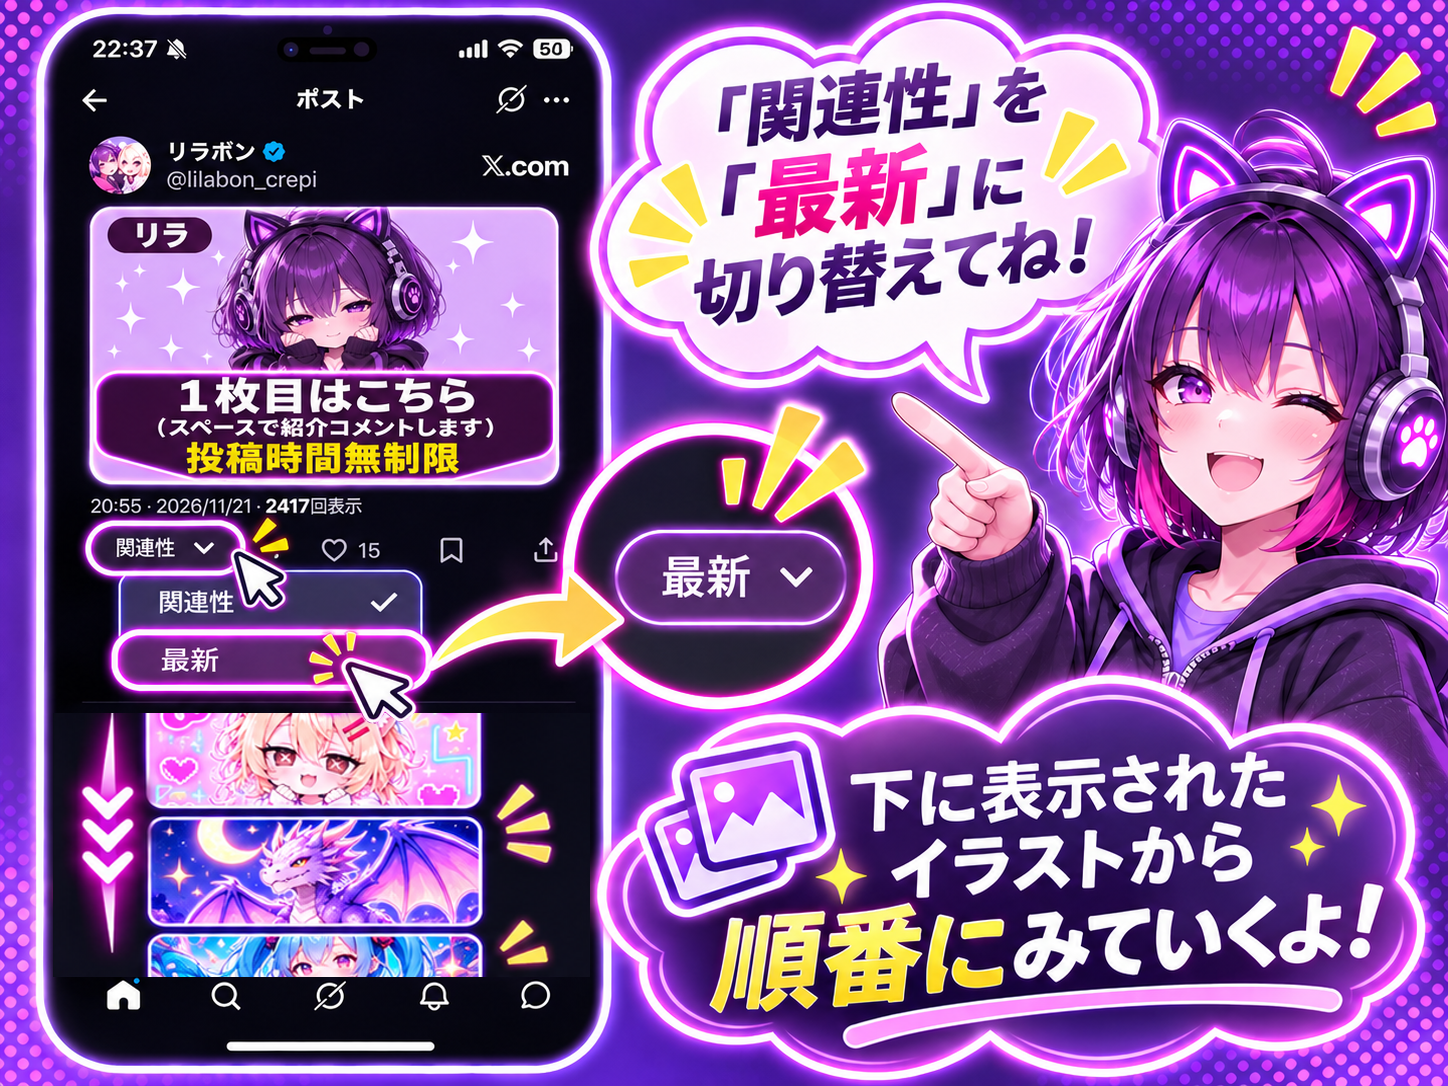 22:37
50
ポスト
リラボン
@lilabon_crepi
X.com
リラ
1枚目はこちら
(スペースで紹介コメントします)
投稿時間無制限
20:55 · 2026/11/21 · 2417回表示
関連性
15
関連性
最新
最新
「関連性」を
「最新」に
切り替えてね!
下に表示された
イラストから
順番にみていくよ!